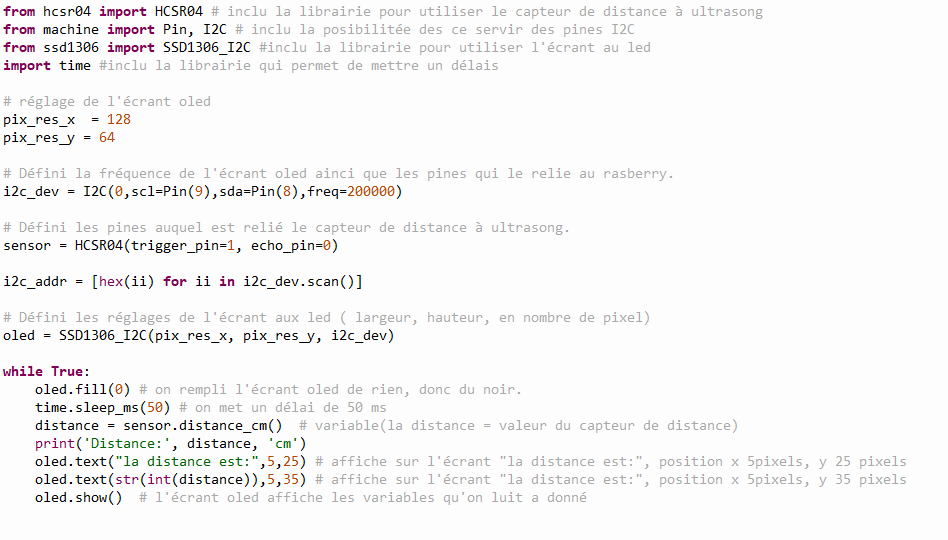 from hcsr04 import HCSR04 # inclu la librairie pour utiliser le capteur de distance à ultrasong
from machine import Pin, I2C # inclu la posibilitée des ce servir des pines I2C
from ssd1306 import SSD1306_I2C #inclu la librairie pour utiliser l'écrant au led
import time #inclu la librairie qui permet de mettre un délais

# réglage de l'écrant oled
pix_res_x  = 128
pix_res_y = 64

# Défini la fréquence de l'écrant oled ainci que les pines qui le relie au rasberry.
i2c_dev = I2C(0,scl=Pin(9),sda=Pin(8),freq=200000)

# Défini les pines auquel est relié le capteur de distance à ultrasong.
sensor = HCSR04(trigger_pin=1, echo_pin=0)

i2c_addr = [hex(ii) for ii in i2c_dev.scan()]

# Défini les réglages de l'écrant aux led ( largeur, hauteur, en nombre de pixel)
oled = SSD1306_I2C(pix_res_x, pix_res_y, i2c_dev)

while True:
    oled.fill(0) # on rempli l'écrant oled de rien, donc du noir.
    time.sleep_ms(50) # on met un délai de 50 ms
    distance = sensor.distance_cm()  # variable(la distance = valeur du capteur de distance)
    print('Distance:', distance, 'cm')
    oled.text("la distance est:",5,25) # affiche sur l'écrant "la distance est:", position x 5pixels, y 25 pixels
    oled.text(str(int(distance)),5,35) # affiche sur l'écrant "la distance est:", position x 5pixels, y 35 pixels
    oled.show()  # l'écrant oled affiche les variables qu'on luit a donné